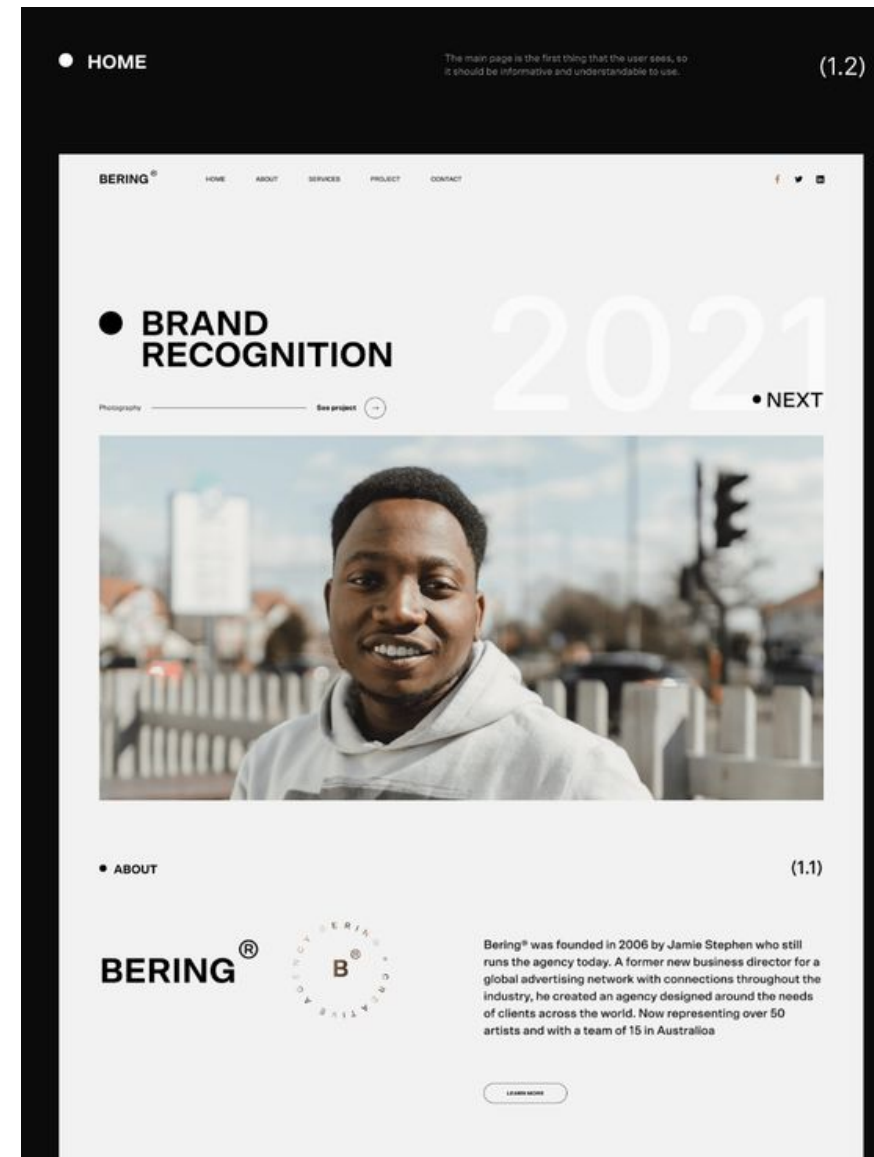 HOME
The main page is the first thing that the user sees, so
it should be informative and understandable to use.
(1.2)
BERING®
HOME ABOUT SERVICES PROJECT CONTACT
2021
BRAND
RECOGNITION
NEXT
Photography
See project
ABOUT
(1.1)
BERING®
BERING • CREATIVE AGENCY
B®
Bering® was founded in 2006 by Jamie Stephen who still
runs the agency today. A former new business director for a
global advertising network with connections throughout the
industry, he created an agency designed around the needs
of clients across the world. Now representing over 50
artists and with a team of 15 in Australioa
LEARN MORE